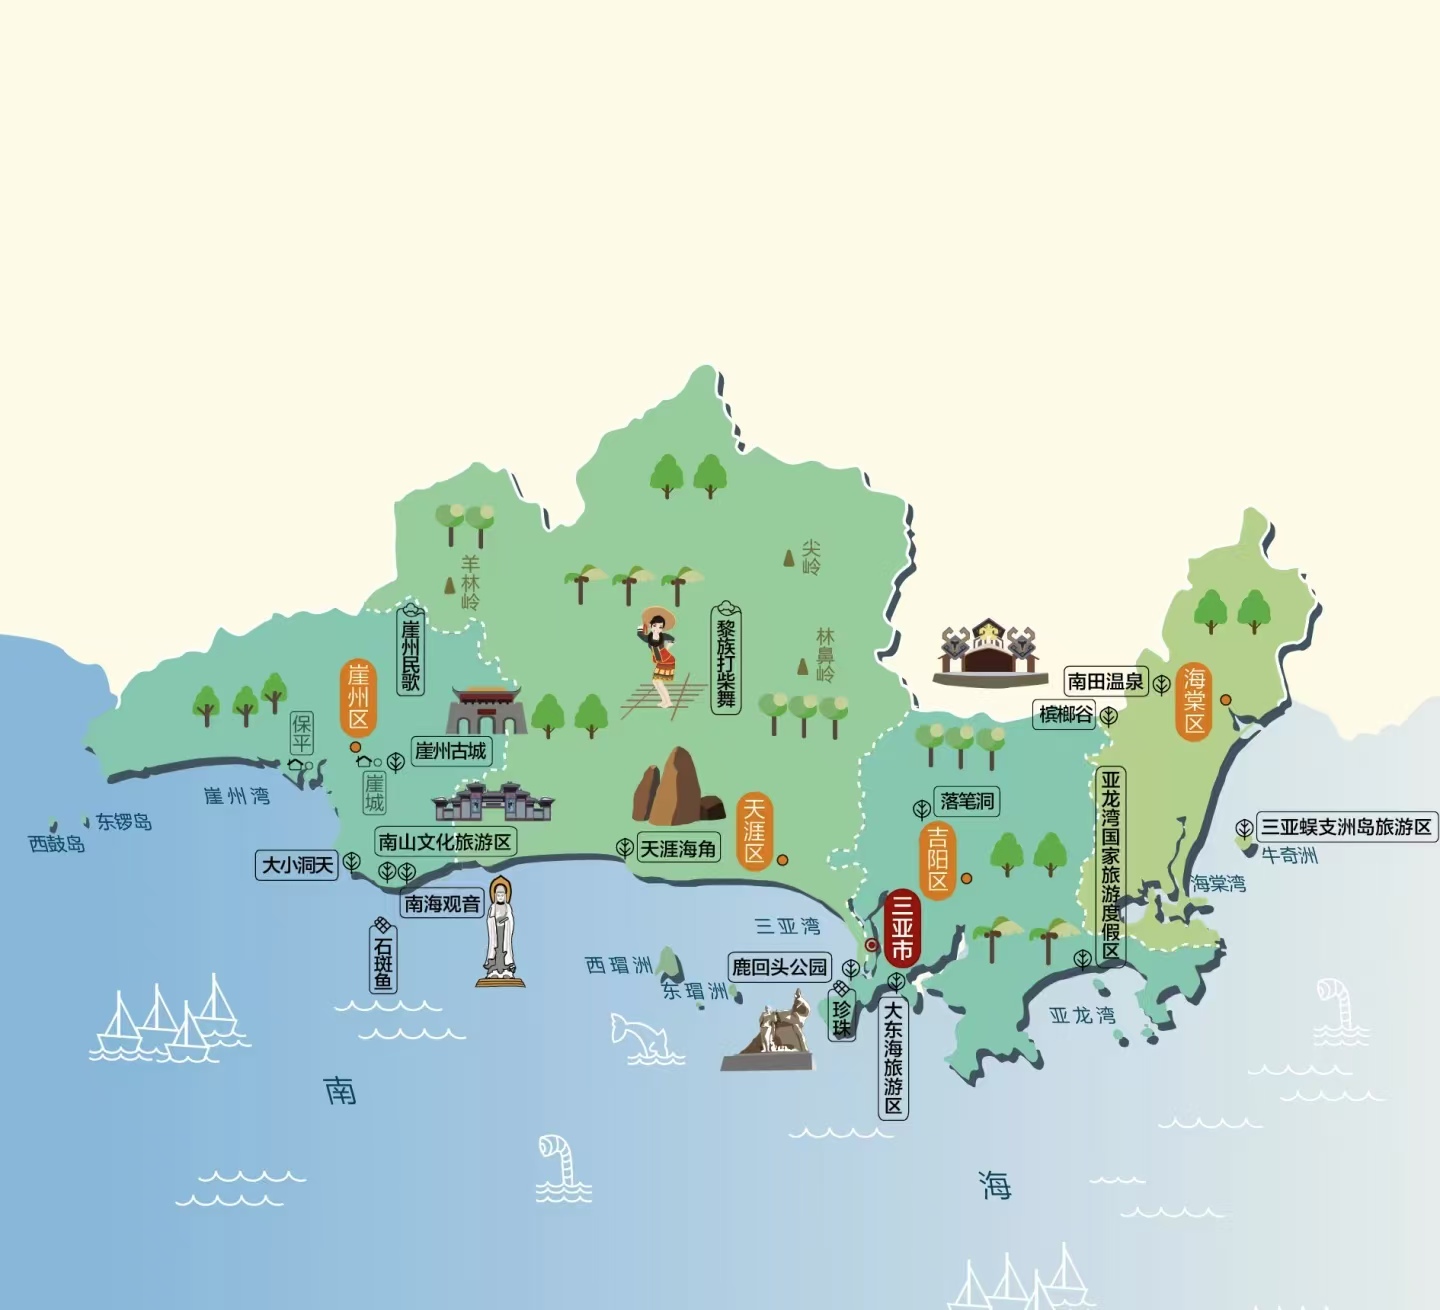 尖岭
羊林岭
崖州民歌
黎族打柴舞
林鼻岭
崖州区
南田温泉
海棠区
槟榔谷
保平
崖州古城
崖城
崖州湾
东锣岛
西鼓岛
南山文化旅游区
大小洞天
南海观音
石斑鱼
天涯海角
天涯区
落笔洞
吉阳区
亚龙湾国家旅游度假区
三亚蜈支洲岛旅游区
牛奇洲
海棠湾
三亚市
三亚湾
西瑁洲
东瑁洲
鹿回头公园
珍珠
大东海旅游区
亚龙湾
南
海